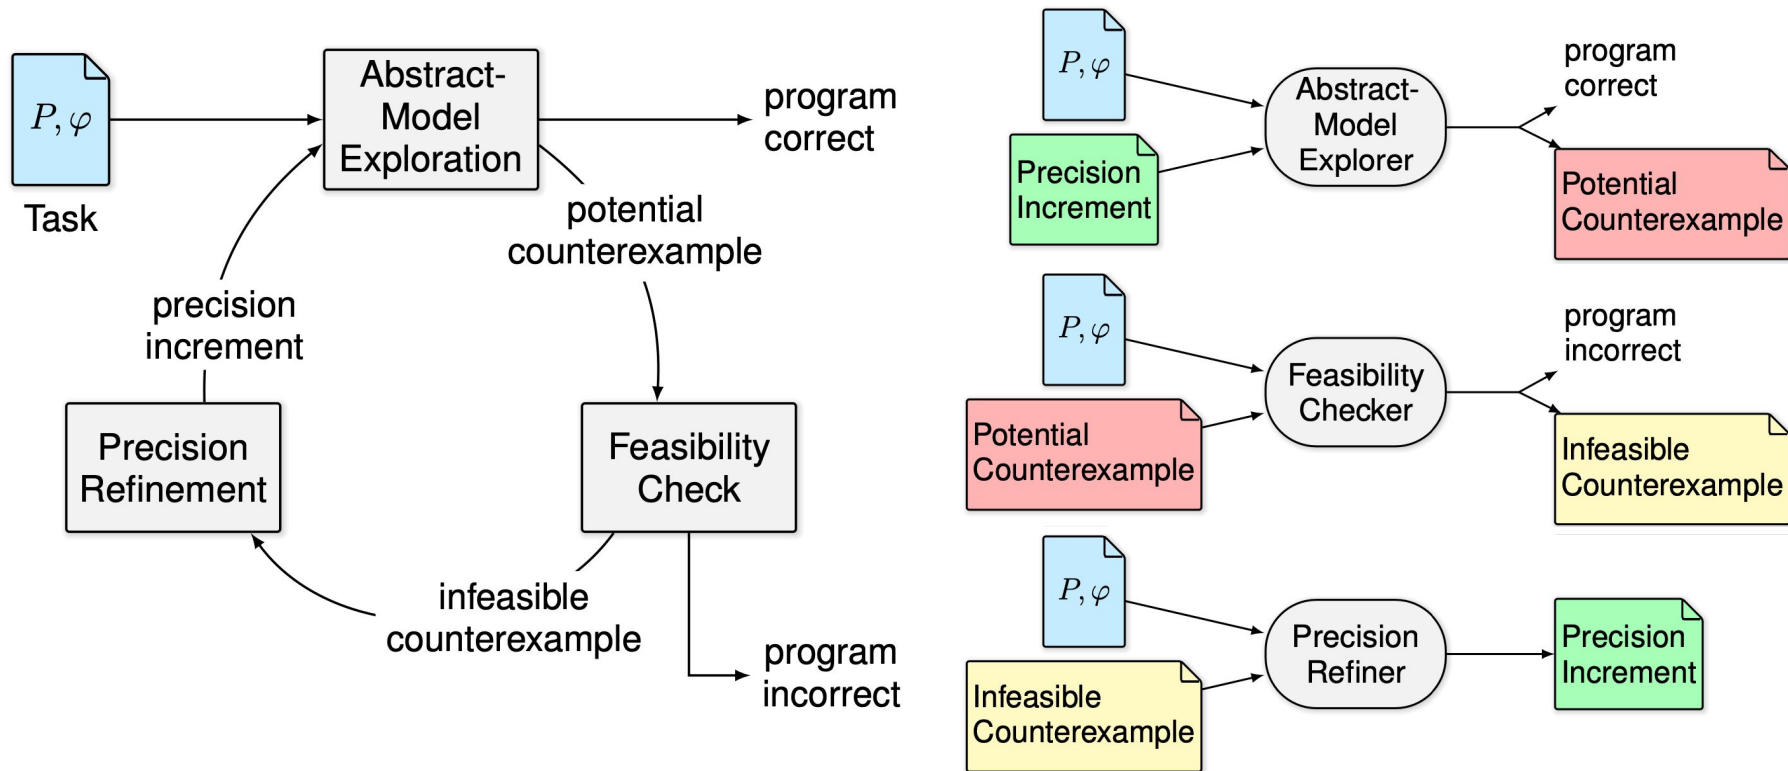 P, φ
Task
Abstract-
Model
Exploration
program
correct
potential
counterexample
precision
increment
Precision
Refinement
Feasibility
Check
infeasible
counterexample
program
incorrect
P, φ
Precision
Increment
Abstract-
Model
Explorer
program
correct
Potential
Counterexample
P, φ
Potential
Counterexample
Feasibility
Checker
program
incorrect
Infeasible
Counterexample
P, φ
Infeasible
Counterexample
Precision
Refiner
Precision
Increment